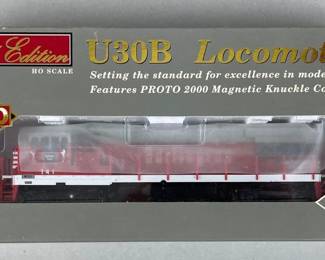 Edition
HO SCALE
U30B Locomot
Setting the standard for excellence in mode
Features PROTO 2000 Magnetic Knuckle Co